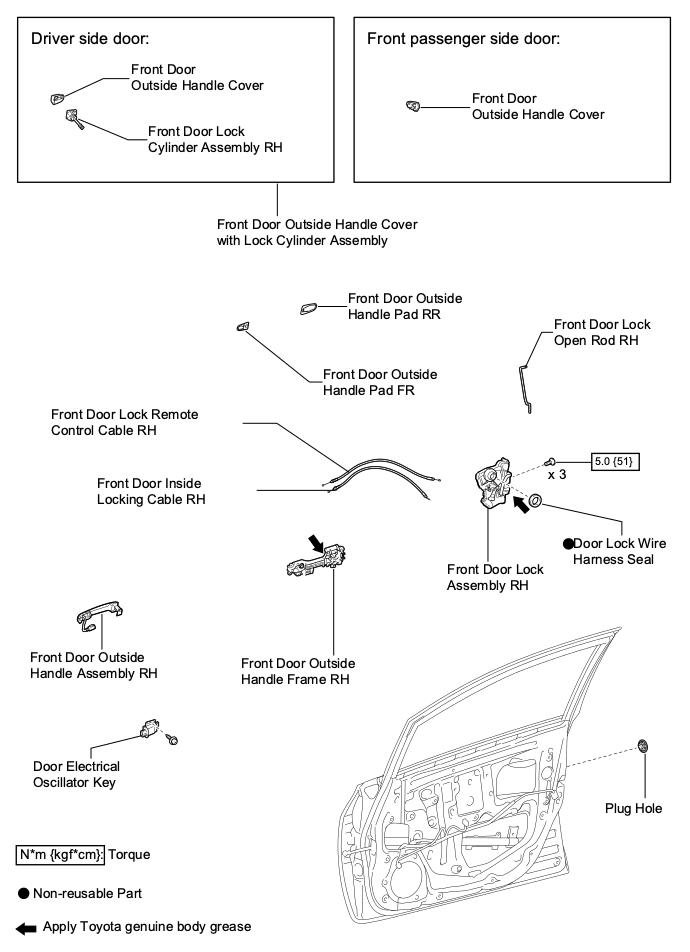 Driver side door:
Front Door
Outside Handle Cover
Front Door Lock
Cylinder Assembly RH
Front passenger side door:
Front Door
Outside Handle Cover
Front Door Outside Handle Cover
with Lock Cylinder Assembly
Front Door Outside
Handle Pad RR
Front Door Lock
Open Rod RH
Front Door Outside
Handle Pad FR
Front Door Lock Remote
Control Cable RH
5.0 {51}
x 3
Front Door Inside
Locking Cable RH
Door Lock Wire
Harness Seal
Front Door Lock
Assembly RH
Front Door Outside
Handle Assembly RH
Front Door Outside
Handle Frame RH
Door Electrical
Oscillator Key
Plug Hole
N*m {kgf*cm}: Torque
Non-reusable Part
Apply Toyota genuine body grease